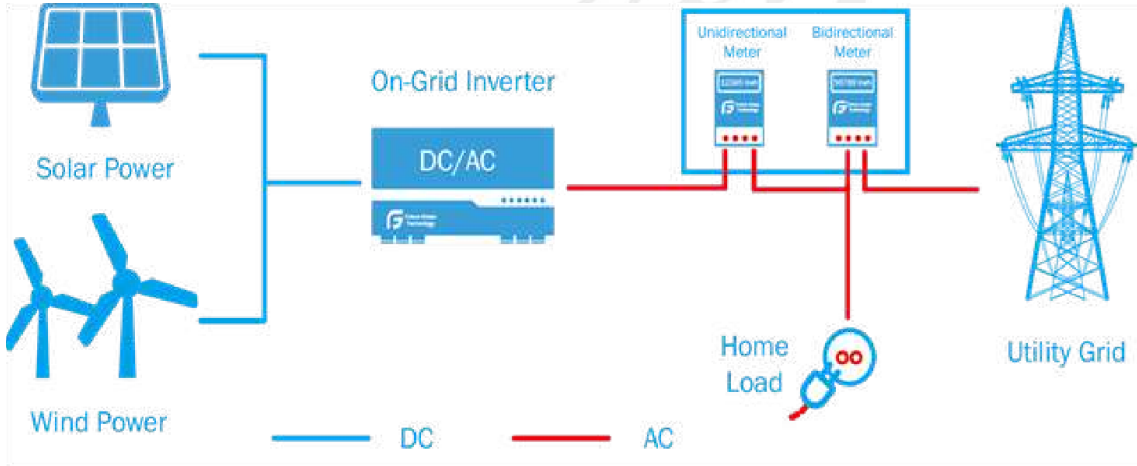 Unidirectional
Meter
Bidirectional
Meter
On-Grid Inverter
DC/AC
Solar Power
Home
Load
Utility Grid
Wind Power
DC
AC